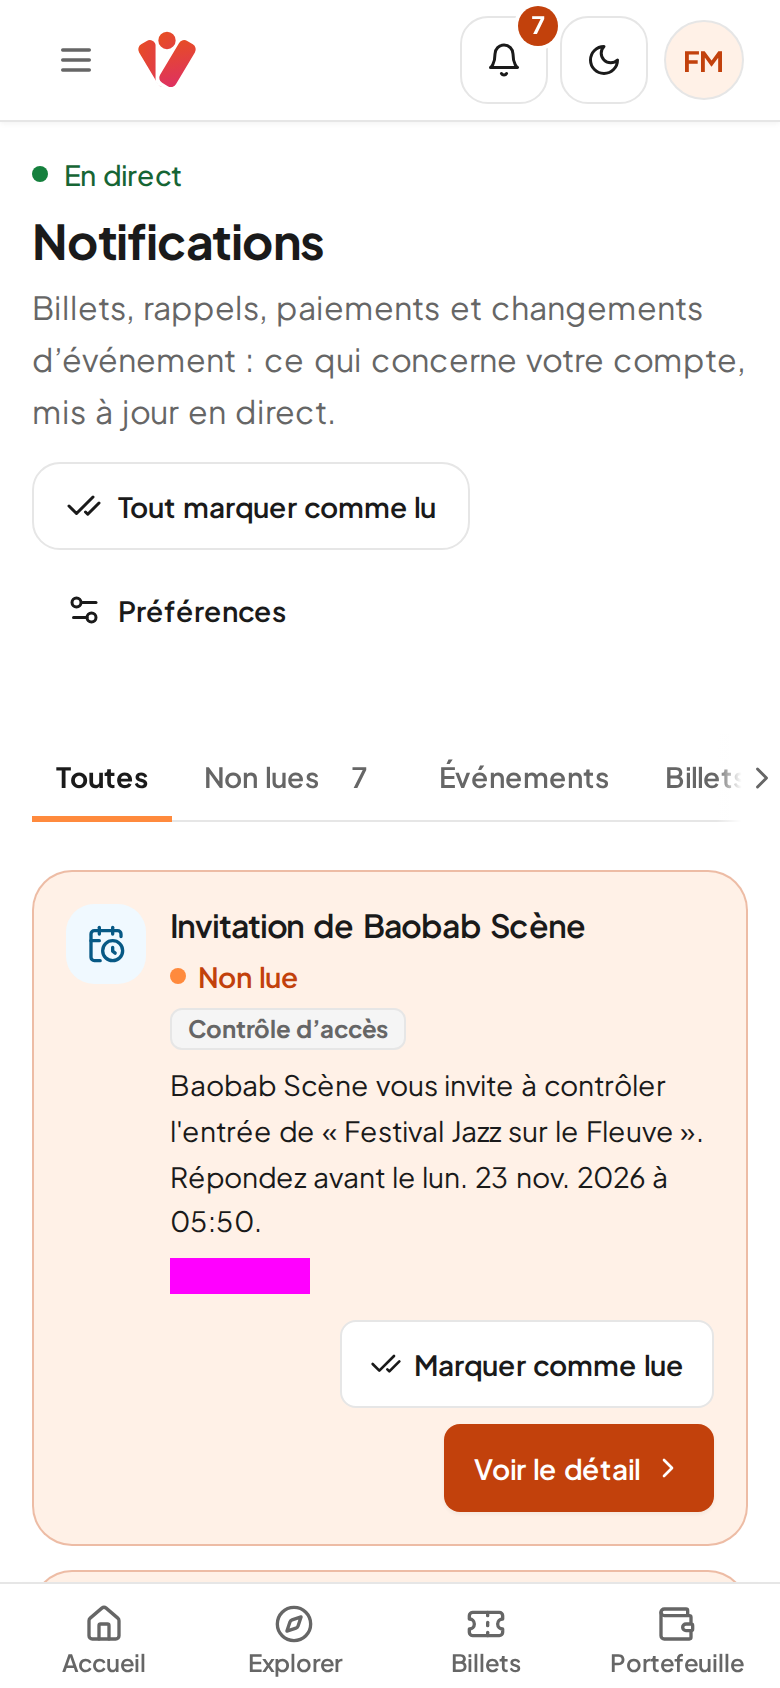 7
FM
En direct
Notifications
Billets, rappels, paiements et changements
d’événement : ce qui concerne votre compte,
mis à jour en direct.
Tout marquer comme lu
Préférences
Toutes Non lues 7 Événements Billets
Invitation de Baobab Scène
Non lue
Contrôle d’accès
Baobab Scène vous invite à contrôler
l'entrée de « Festival Jazz sur le Fleuve ».
Répondez avant le lun. 23 nov. 2026 à
05:50.
Marquer comme lue
Voir le détail
Accueil Explorer Billets Portefeuille